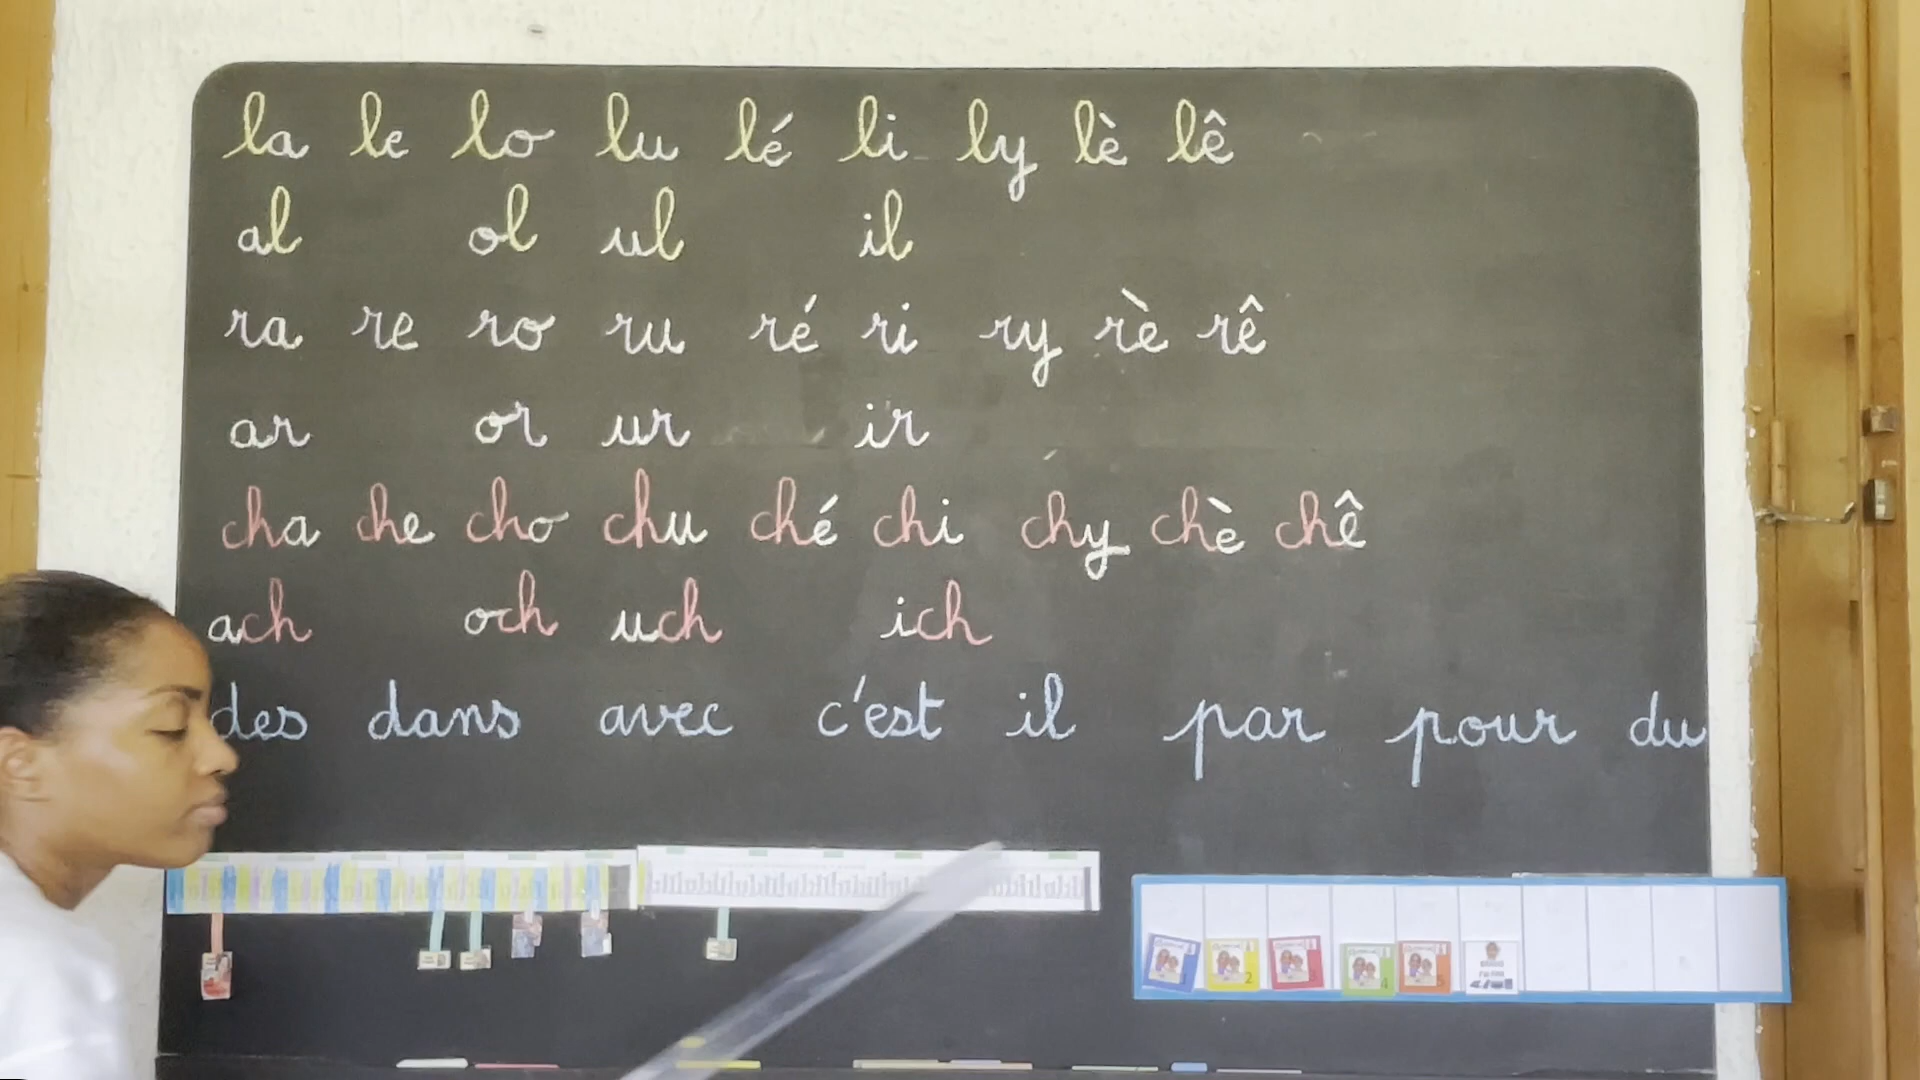 la le lo lu lé li ly lè lê
al ol ul il
ra re ro ru ré ri ry rè rê
ar or ur ir
cha che cho chu ché chi chy chè chê
ach och uch ich
des dans avec c'est il par pour du
2